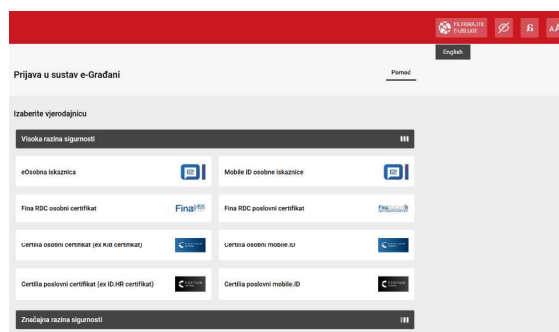 FILTRIRAJTE
E-USLUGE
English
Prijava u sustav e-Građani
Pomoć
Izaberite vjerodajnicu
Visoka razina sigurnosti
eOsobna iskaznica
Mobile ID osobne iskaznice
Fina RDC osobni certifikat
Fina
Fina RDC poslovni certifikat
Fina
Certilia osobni certifikat (ex Kid certifikat)
Certilia osobni mobile.ID
Certilia poslovni certifikat (ex ID.HR certifikat)
Certilia poslovni mobile.ID
Značajna razina sigurnosti